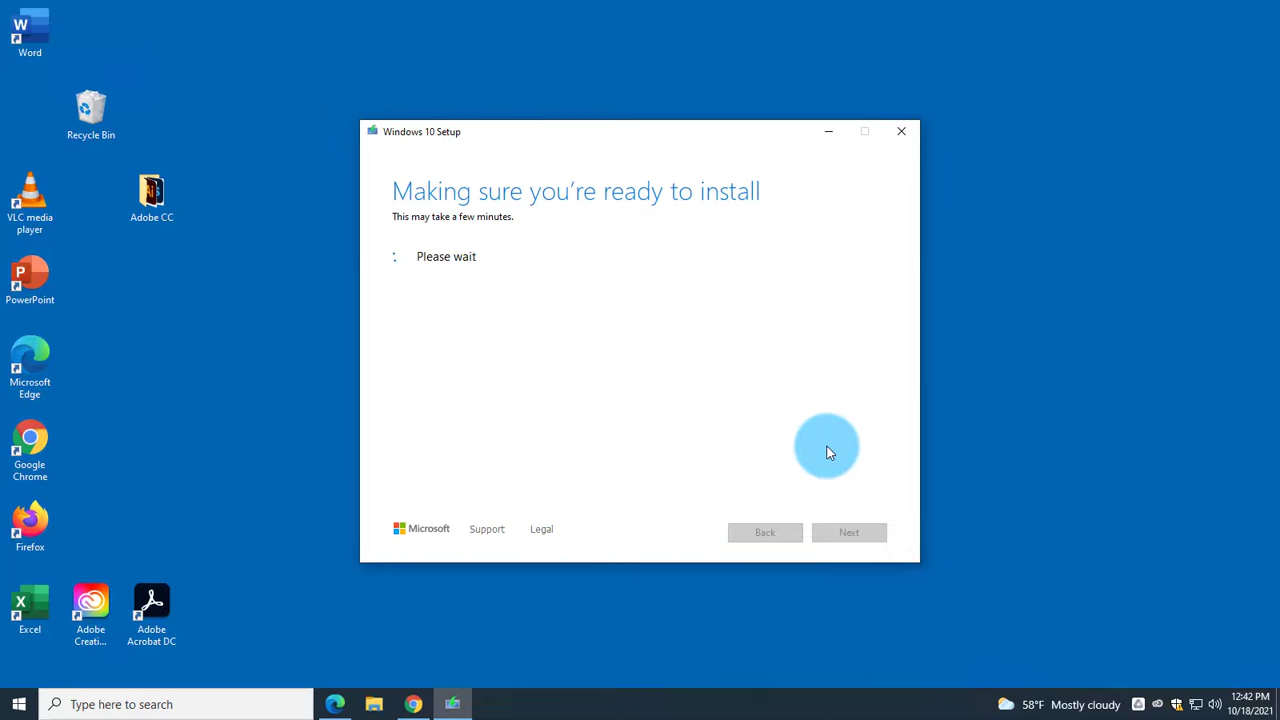 Word
Recycle Bin
VLC media
player
Adobe CC
PowerPoint
Microsoft
Edge
Google
Chrome
Firefox
Excel
Adobe
Creati...
Adobe
Acrobat DC
Windows 10 Setup
Making sure you're ready to install
This may take a few minutes.
Please wait
Microsoft
Support
Legal
Back
Next
Type here to search
58°F Mostly cloudy
12:42 PM
10/18/2021